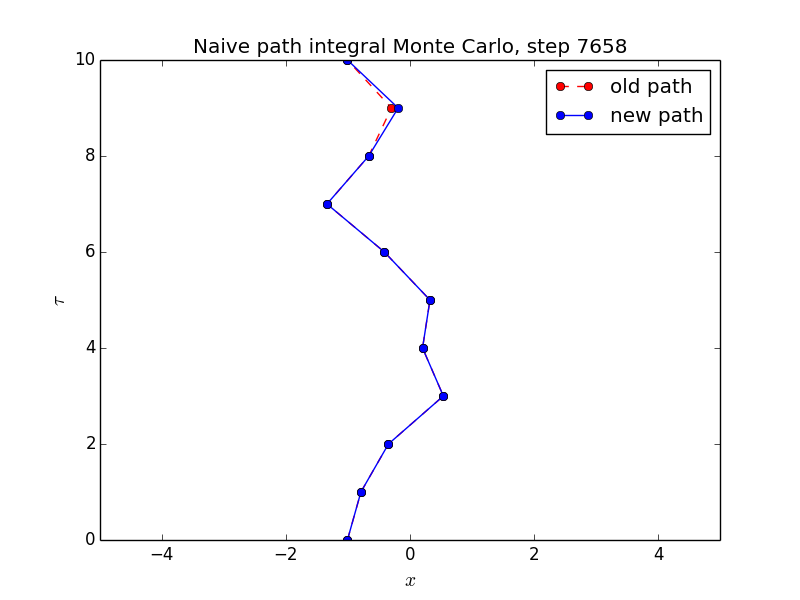 Naive path integral Monte Carlo, step 7658
old path
new path
10
8
6
4
2
0
τ
−4 −2 0 2 4
x